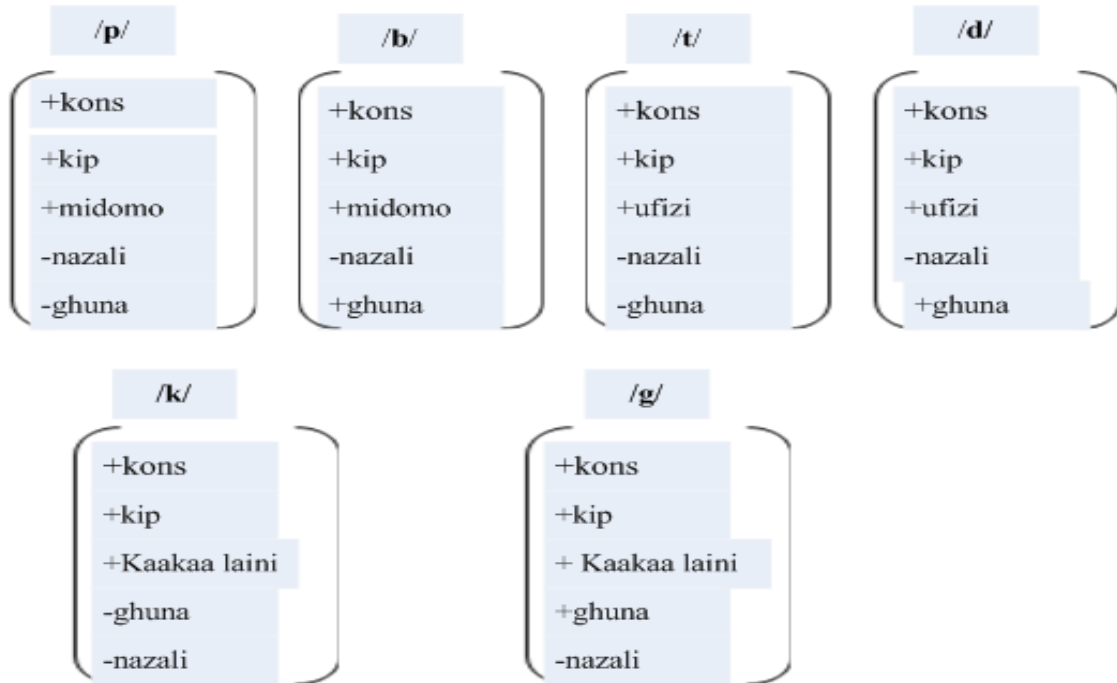 /p/
+kons
+kip
+midomo
-nazali
-ghuna
/b/
+kons
+kip
+midomo
-nazali
+ghuna
/t/
+kons
+kip
+ufizi
-nazali
-ghuna
/d/
+kons
+kip
+ufizi
-nazali
+ghuna
/k/
+kons
+kip
+Kaakaa laini
-ghuna
-nazali
/g/
+kons
+kip
+ Kaakaa laini
+ghuna
-nazali